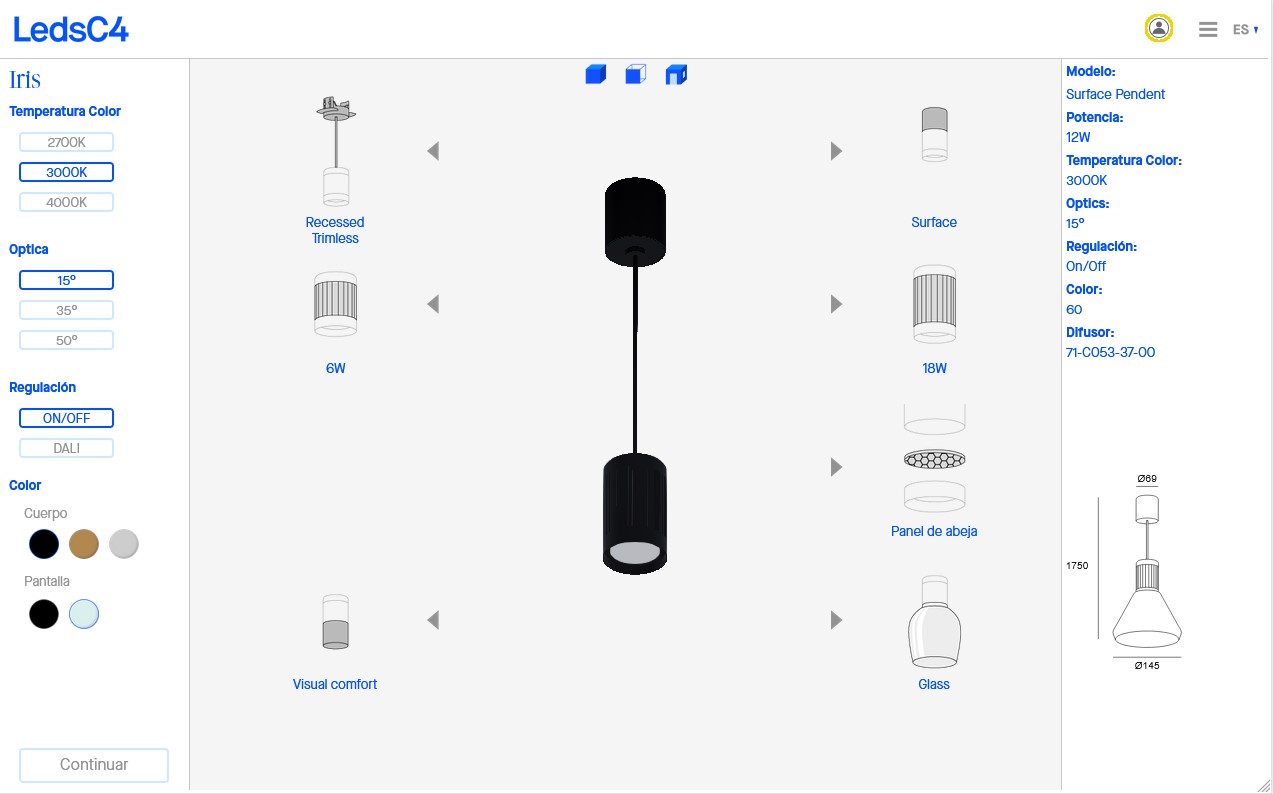 LedsC4
ES
Iris
Temperatura Color
2700K
3000K
4000K
Optica
15º
35º
50º
Regulación
ON/OFF
DALI
Color
Cuerpo
Pantalla
Continuar
Recessed
Trimless
Surface
6W
18W
Panel de abeja
Visual comfort
Glass
Modelo:
Surface Pendent
Potencia:
12W
Temperatura Color:
3000K
Optics:
15º
Regulación:
On/Off
Color:
60
Difusor:
71-C053-37-00
Ø69
1750
Ø145